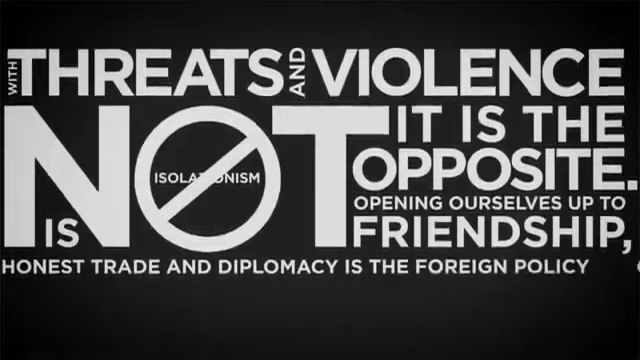 WITH THREATS AND VIOLENCE
IS NOT ISOLATIONISM
IT IS THE
OPPOSITE.
OPENING OURSELVES UP TO
FRIENDSHIP,
HONEST TRADE AND DIPLOMACY IS THE FOREIGN POLICY